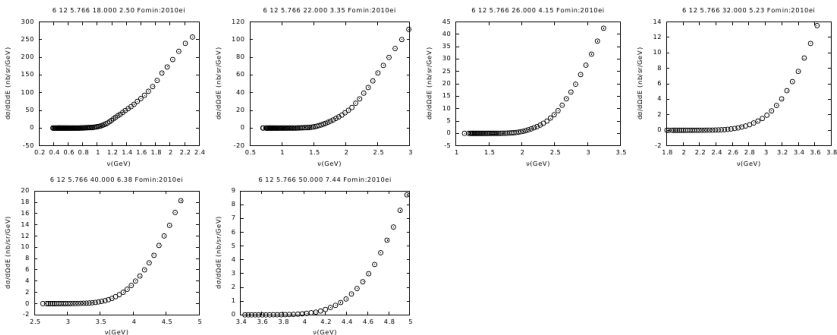 6 12 5.766 18.000 2.50 Fomin:2010ei
dσ/dΩdE (nb/sr/GeV)
300
250
200
150
100
50
0
-50
0.2 0.4 0.6 0.8 1 1.2 1.4 1.6 1.8 2 2.2 2.4
ν(GeV)
6 12 5.766 22.000 3.35 Fomin:2010ei
dσ/dΩdE (nb/sr/GeV)
120
100
80
60
40
20
0
-20
0.5 1 1.5 2 2.5 3
ν(GeV)
6 12 5.766 26.000 4.15 Fomin:2010ei
dσ/dΩdE (nb/sr/GeV)
45
40
35
30
25
20
15
10
5
0
-5
1 1.5 2 2.5 3 3.5
ν(GeV)
6 12 5.766 32.000 5.23 Fomin:2010ei
dσ/dΩdE (nb/sr/GeV)
14
12
10
8
6
4
2
0
-2
1.8 2 2.2 2.4 2.6 2.8 3 3.2 3.4 3.6 3.8
ν(GeV)
6 12 5.766 40.000 6.38 Fomin:2010ei
dσ/dΩdE (nb/sr/GeV)
20
18
16
14
12
10
8
6
4
2
0
-2
2.5 3 3.5 4 4.5 5
ν(GeV)
6 12 5.766 50.000 7.44 Fomin:2010ei
dσ/dΩdE (nb/sr/GeV)
9
8
7
6
5
4
3
2
1
0
3.4 3.6 3.8 4 4.2 4.4 4.6 4.8 5
ν(GeV)